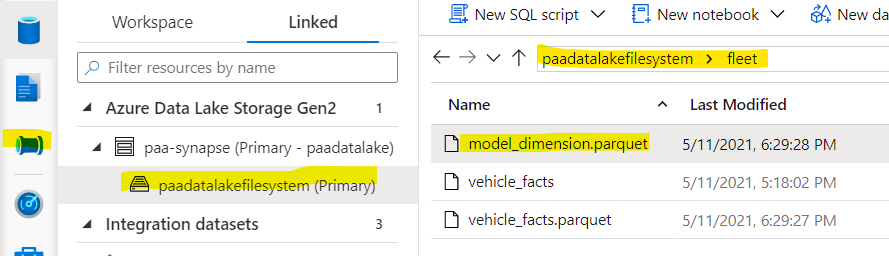 Workspace
Linked
Filter resources by name
Azure Data Lake Storage Gen2 1
paa-synapse (Primary - paadatalake)
paadatalakefilesystem (Primary)
Integration datasets 3
New SQL script
New notebook
New da
paadatalakefilesystem > fleet
Name Last Modified
model_dimension.parquet 5/11/2021, 6:29:28 PM
vehicle_facts 5/11/2021, 5:18:02 PM
vehicle_facts.parquet 5/11/2021, 6:29:27 PM